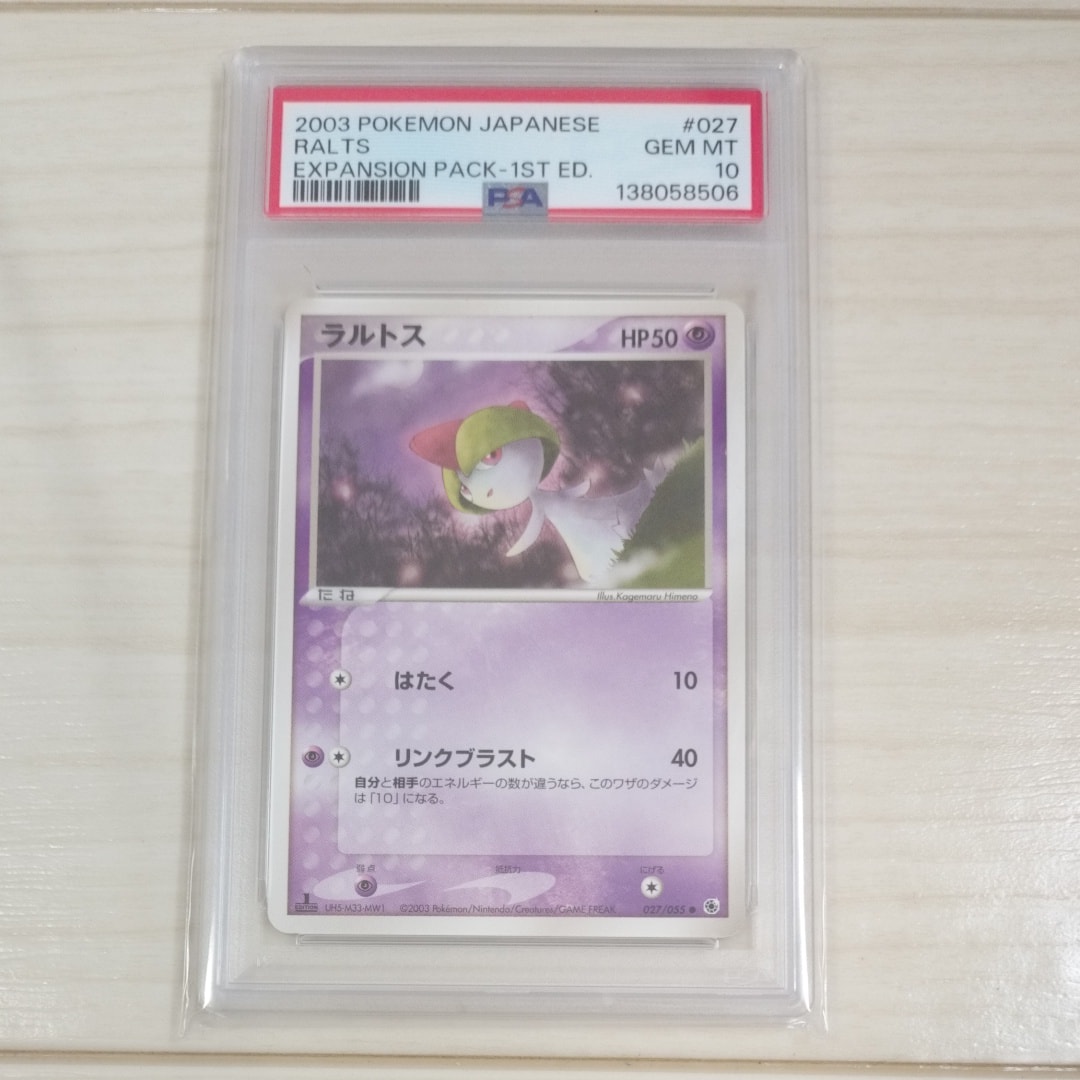 2003 POKEMON JAPANESE #027
RALTS GEM MT
EXPANSION PACK-1ST ED. 10
PSA 138058506
ラルトス HP50
たね Illus.Kagemaru Himeno
はたく 10
リンクブラスト 40
自分と相手のエネルギーの数が違うなら、このワザのダメージ
は「10」になる。
弱点 抵抗力 にげる
1 EDITION UH5-M33-MW1 ©2003 Pokémon/Nintendo/Creatures/GAME FREAK. 027/055